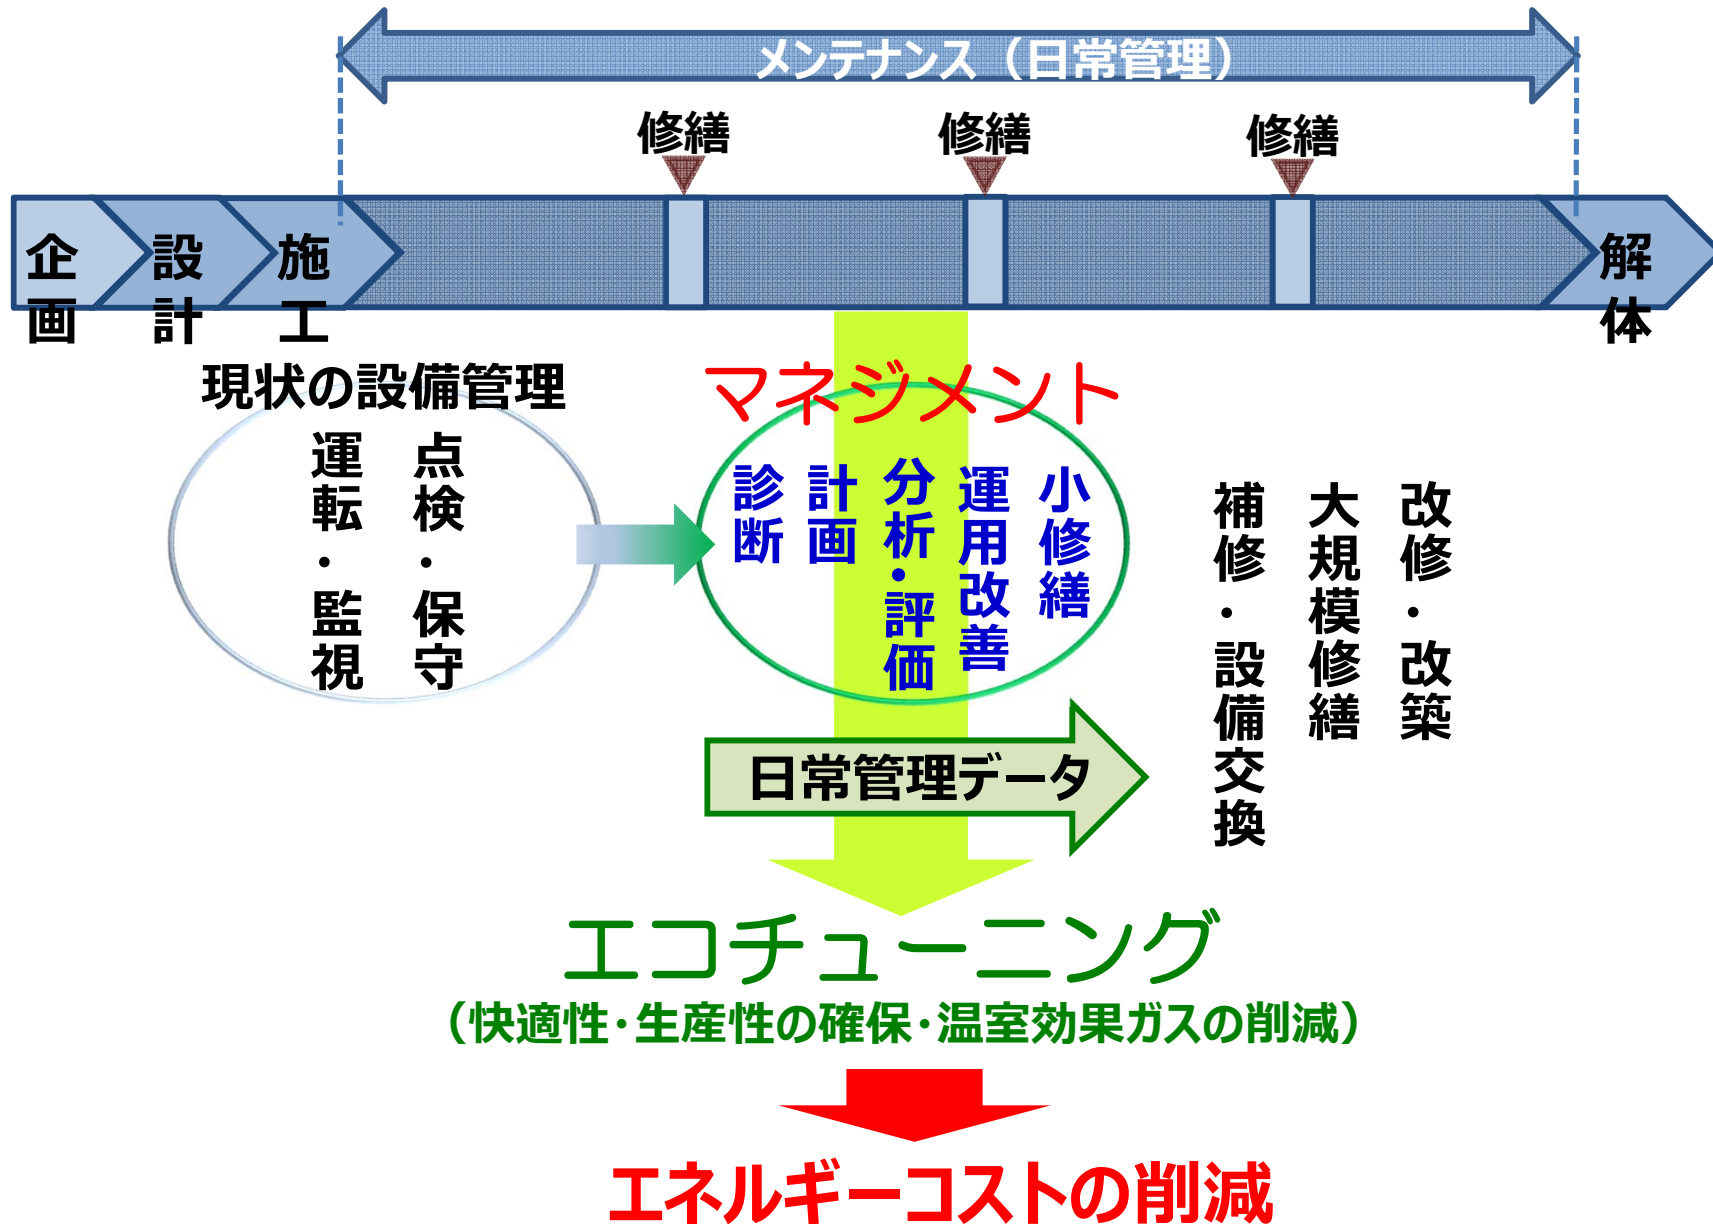 メンテナンス（日常管理）
修繕
修繕
修繕
企画
設計
施工
解体
現状の設備管理
運転・監視
点検・保守
マネジメント
診断
計画
分析・評価
運用改善
小修繕
補修・設備交換
大規模修繕
改修・改築
日常管理データ
エコチューニング
（快適性・生産性の確保・温室効果ガスの削減）
エネルギーコストの削減